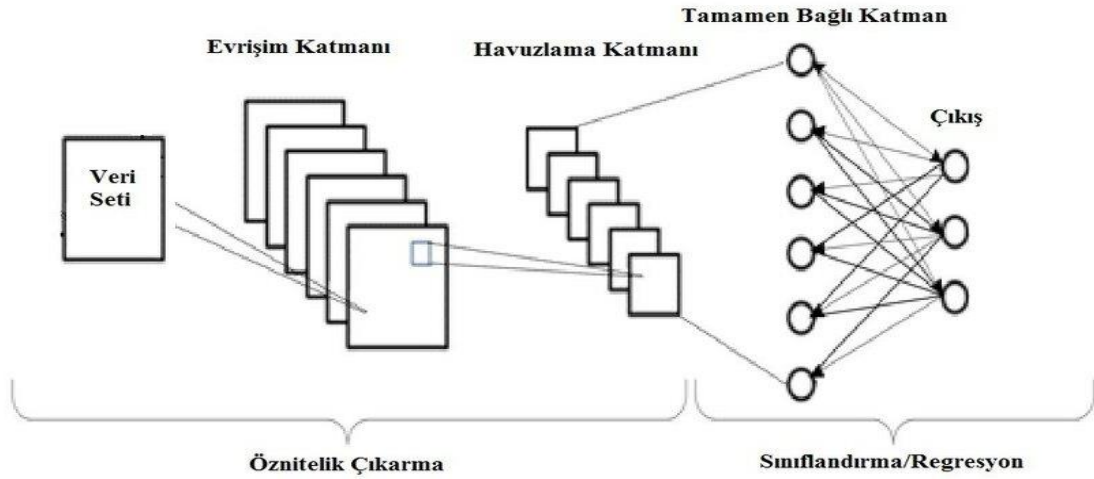 Tamamen Bağlı Katman
Evrişim Katmanı
Havuzlama Katmanı
Çıkış
Veri
Seti
Öznitelik Çıkarma
Sınıflandırma/Regresyon